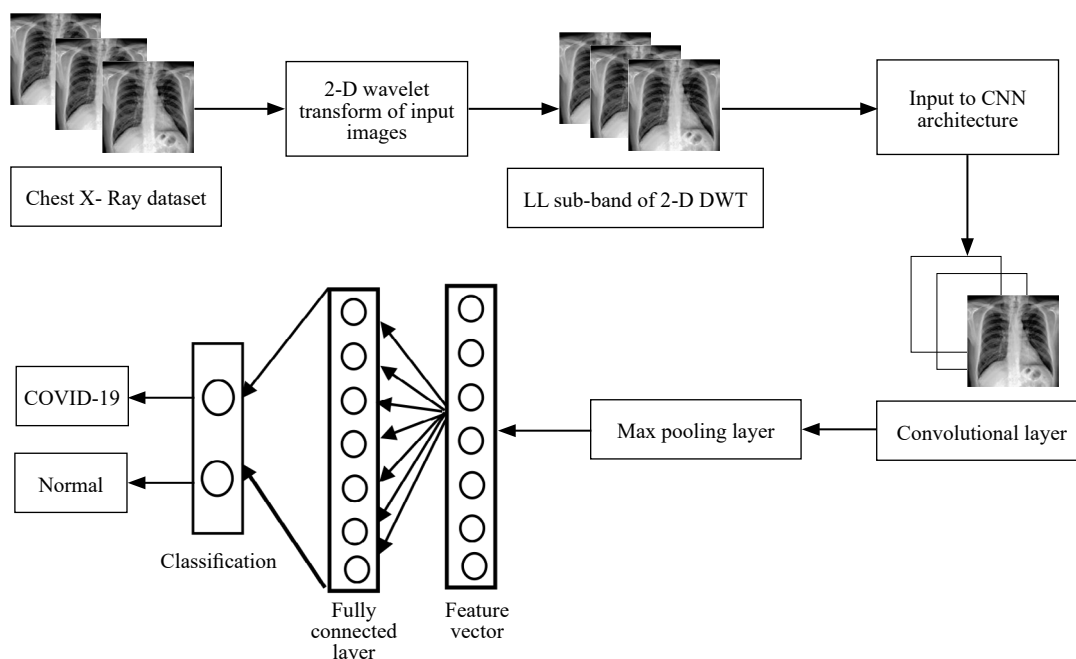 2-D wavelet
transform of input
images
Input to CNN
architecture
Chest X- Ray dataset
LL sub-band of 2-D DWT
COVID-19
Normal
Max pooling layer
Convolutional layer
Classification
Fully
connected
layer
Feature
vector